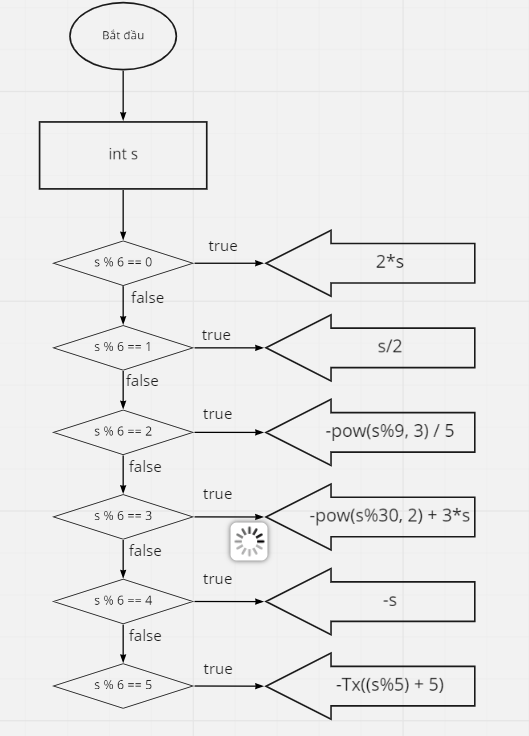 Bắt đầu
int s
s % 6 == 0
true
2*s
false
s % 6 == 1
true
s/2
false
s % 6 == 2
true
-pow(s%9, 3) / 5
false
s % 6 == 3
true
-pow(s%30, 2) + 3*s
false
s % 6 == 4
true
-s
false
s % 6 == 5
true
-Tx((s%5) + 5)